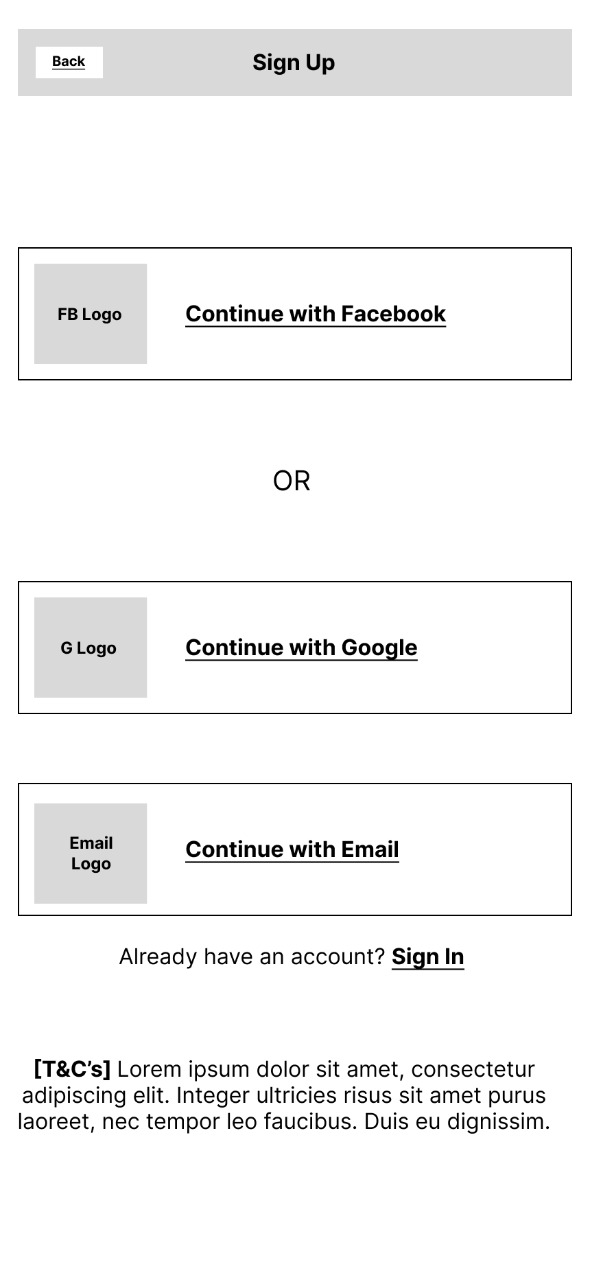 Back
Sign Up
FB Logo
Continue with Facebook
OR
G Logo
Continue with Google
Email
Logo
Continue with Email
Already have an account? Sign In
[T&C’s] Lorem ipsum dolor sit amet, consectetur
adipiscing elit. Integer ultricies risus sit amet purus
laoreet, nec tempor leo faucibus. Duis eu dignissim.